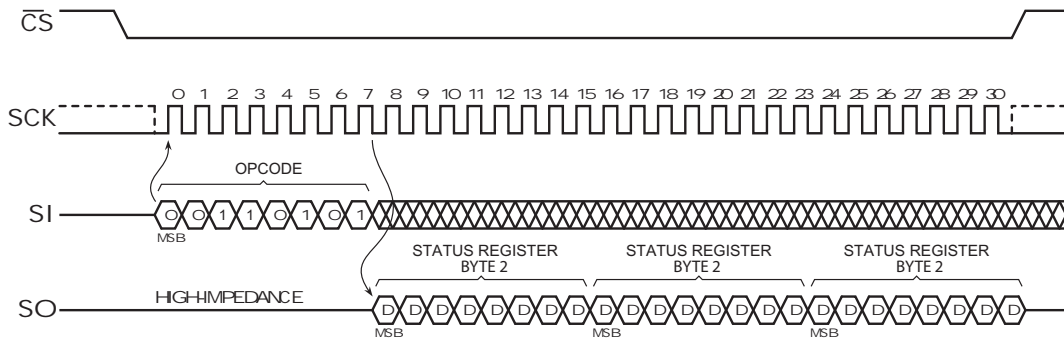 CS
SCK
0 1 2 3 4 5 6 7 8 9 10 11 12 13 14 15 16 17 18 19 20 21 22 23 24 25 26 27 28 29 30
OPCODE
SI
0 0 1 1 0 1 0 1
MSB
STATUS REGISTER BYTE 2
STATUS REGISTER BYTE 2
STATUS REGISTER BYTE 2
HIGH-IMPEDANCE
SO
D D D D D D D D D D D D D D D D D D D D D D D D
MSB MSB MSB